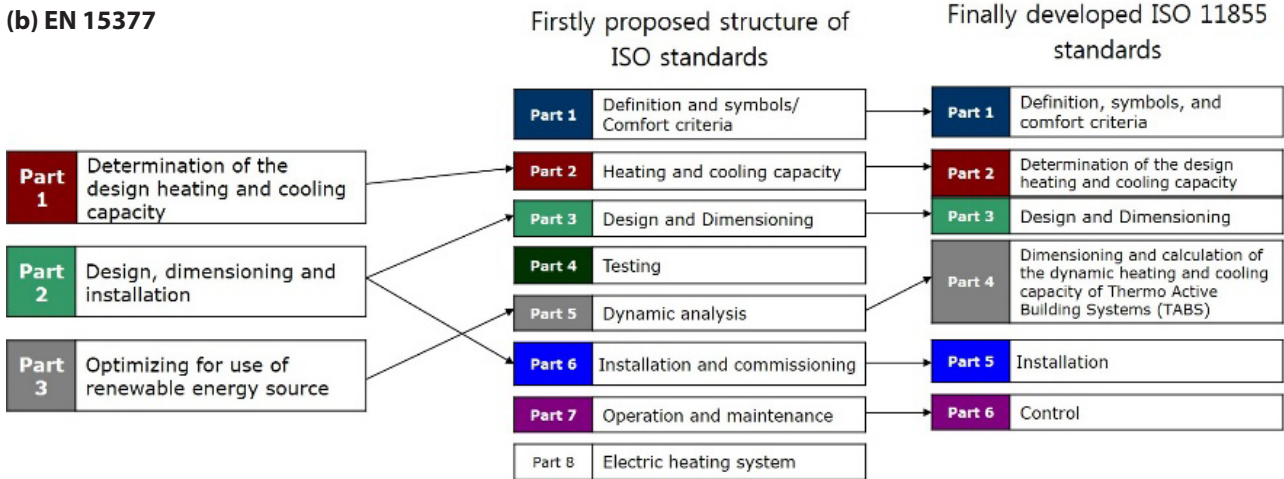 (b) EN 15377
Part
1
Determination of the
design heating and cooling
capacity
Part
2
Design, dimensioning and
installation
Part
3
Optimizing for use of
renewable energy source
Firstly proposed structure of
ISO standards
Part 1
Definition and symbols/
Comfort criteria
Part 2
Heating and cooling capacity
Part 3
Design and Dimensioning
Part 4
Testing
Part 5
Dynamic analysis
Part 6
Installation and commissioning
Part 7
Operation and maintenance
Part 8
Electric heating system
Finally developed ISO 11855
standards
Part 1
Definition, symbols, and
comfort criteria
Part 2
Determination of the design
heating and cooling capacity
Part 3
Design and Dimensioning
Part 4
Dimensioning and calculation of
the dynamic heating and cooling
capacity of Thermo Active
Building Systems (TABS)
Part 5
Installation
Part 6
Control